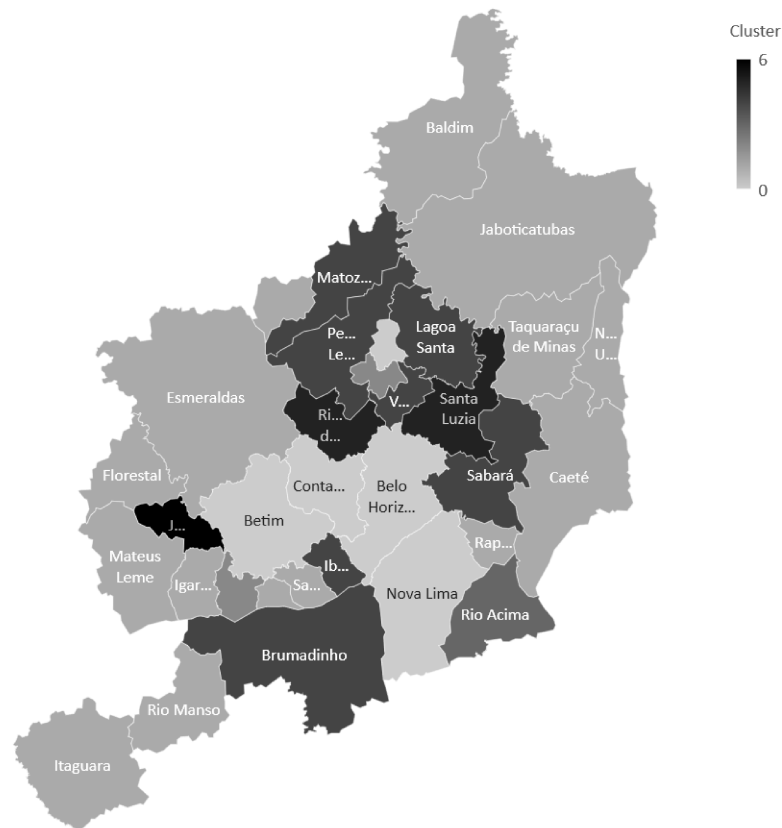 Cluster
6
0
Baldim
Jaboticatubas
Matoz...
Pe...
Le...
Lagoa
Santa
Taquaraçu
de Minas
N...
U...
Esmeraldas
V...
Santa
Luzia
Ri...
d...
Florestal
Conta...
Belo
Horiz...
Sabará
Caeté
Betim
J...
Mateus
Leme
Igar...
Sa...
Ib...
Rap...
Nova Lima
Rio Acima
Brumadinho
Rio Manso
Itaguara